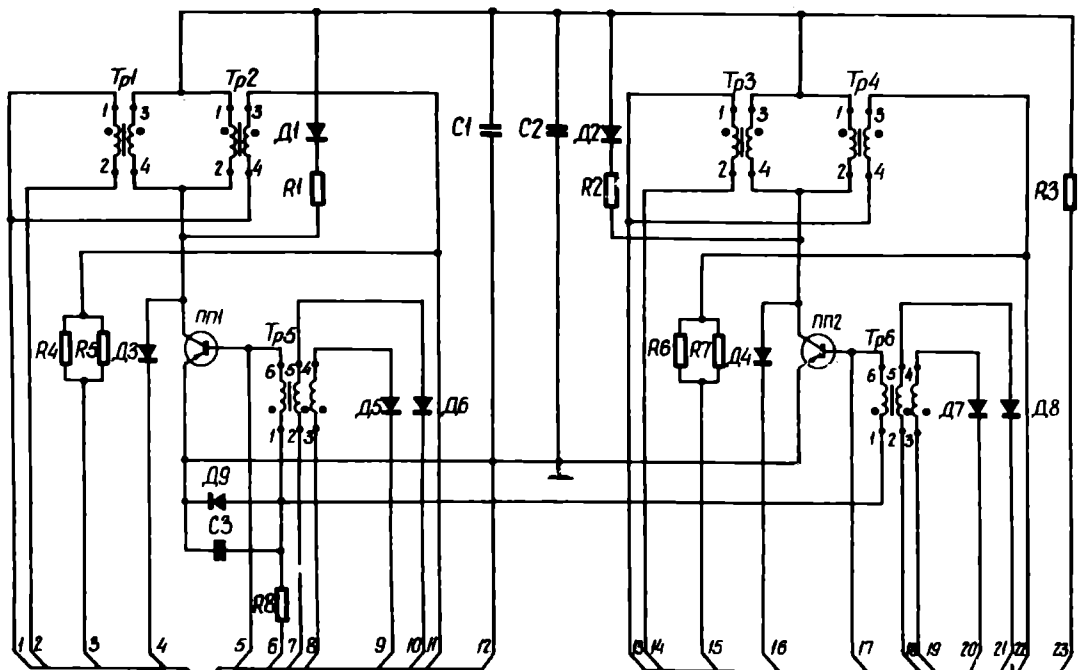 Тр1 Тр2 Тр3 Тр4
1 3 1 3 1 3 1 3
Д1 С1 С2 Д2
2 4 2 4 2 4 2 4
R1 R2 R3
ПП1 ПП2
R4 R5 Д3 Тр5 R6 R7 Д4 Тр6
6 5 4 6 5 4
Д5 Д6 Д7 Д8
1 2 3 1 2 3
Д9
С3
R8
1 2 3 4 5 6 7 8 9 10 11 12 13 14 15 16 17 18 19 20 21 22 23